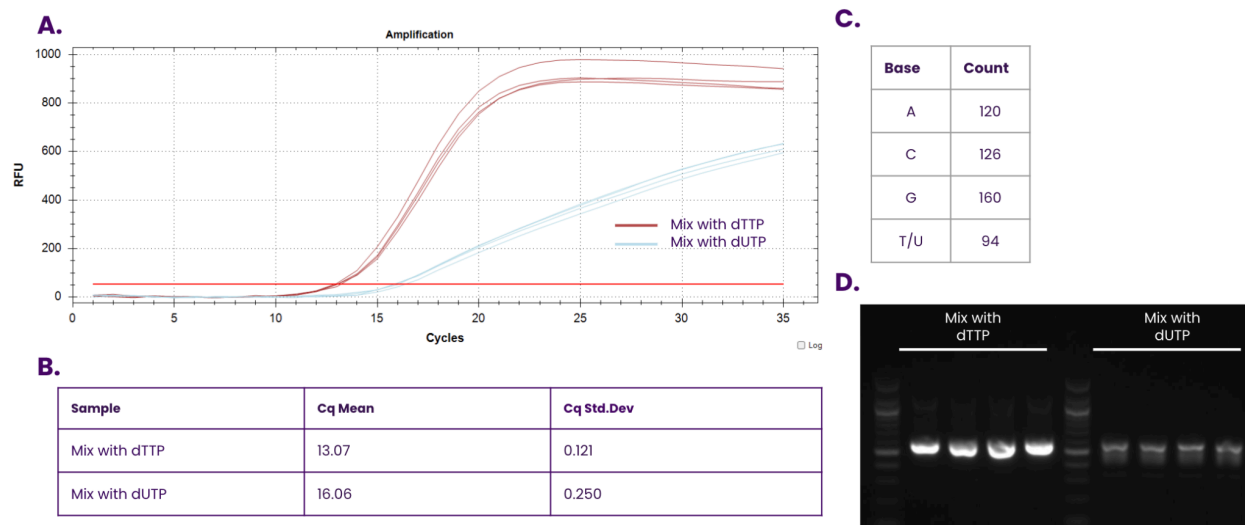 A.
Amplification
1000
800
600
400
200
0
RFU
0 5 10 15 20 25 30 35
Cycles
Log
Mix with dTTP
Mix with dUTP
B.
Sample Cq Mean Cq Std.Dev
Mix with dTTP 13.07 0.121
Mix with dUTP 16.06 0.250
C.
Base Count
A 120
C 126
G 160
T/U 94
D.
Mix with
dTTP
Mix with
dUTP